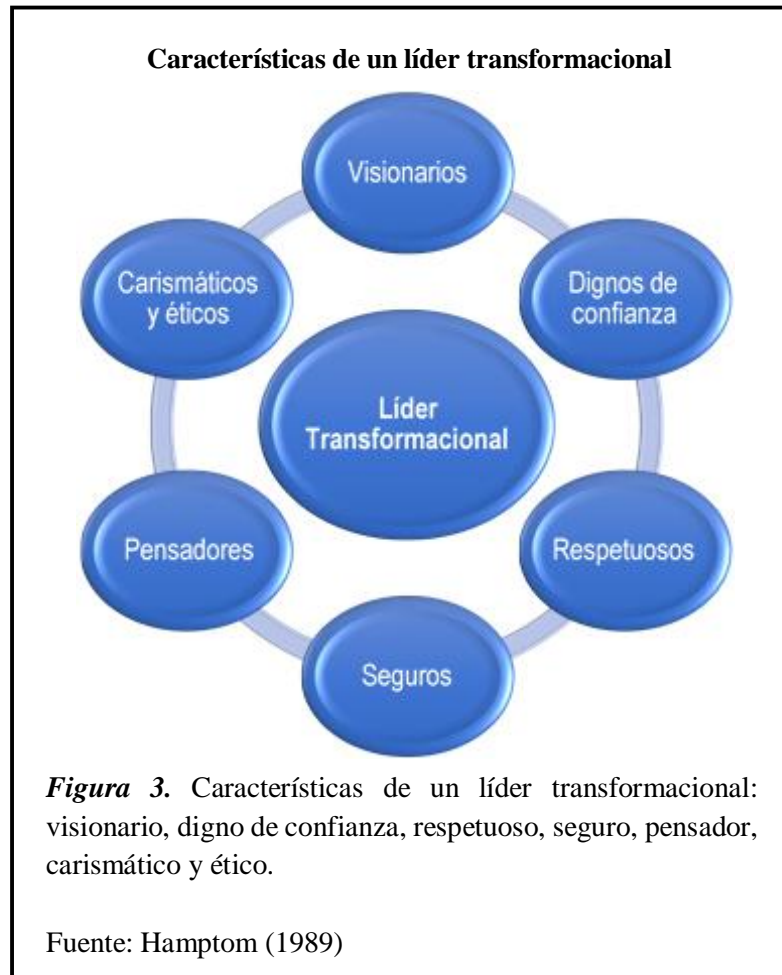 Características de un líder transformacional
Visionarios
Dignos de
confianza
Respetuosos
Seguros
Pensadores
Carismáticos
y éticos
Líder
Transformacional
Figura 3. Características de un líder transformacional:
visionario, digno de confianza, respetuoso, seguro, pensador,
carismático y ético.
Fuente: Hamptom (1989)